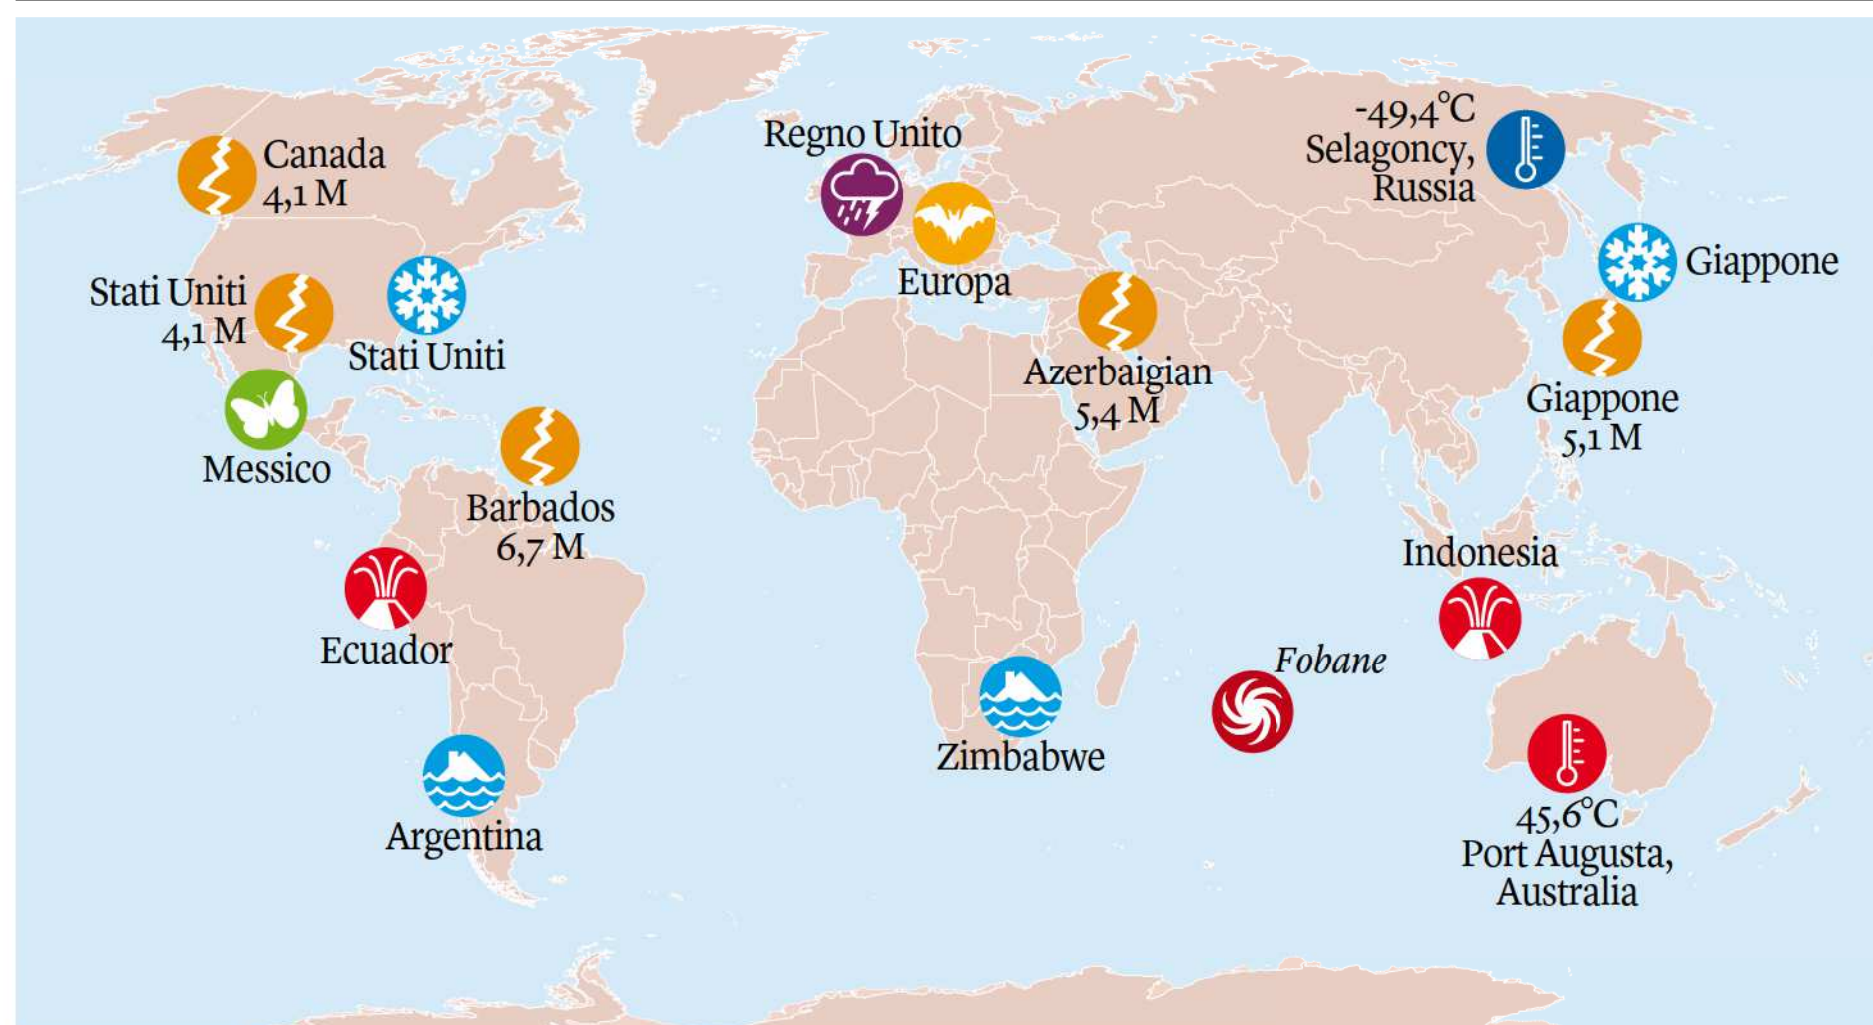 Canada
4,1 M
Stati Uniti
4,1 M
Stati Uniti
Messico
Barbados
6,7 M
Ecuador
Argentina
Regno Unito
Europa
Azerbaigian
5,4 M
Zimbabwe
Fobane
-49,4°C
Selagoncy,
Russia
Giappone
Giappone
5,1 M
Indonesia
45,6°C
Port Augusta,
Australia